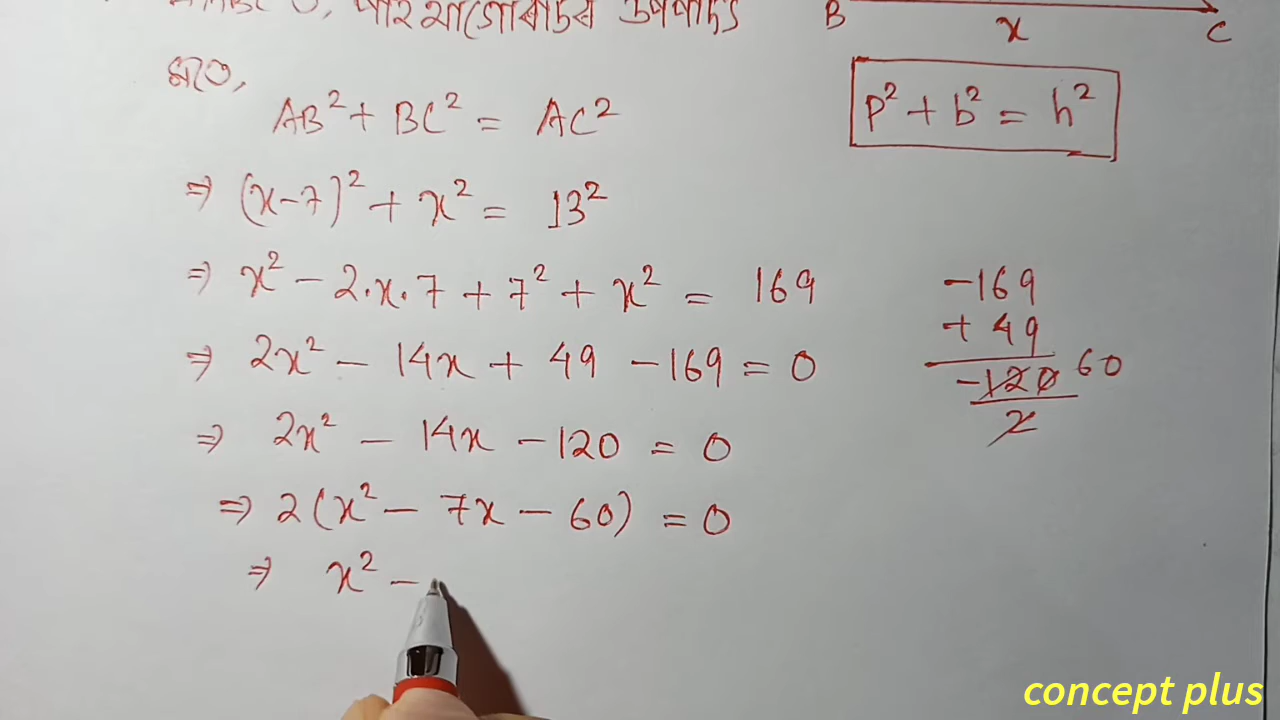 B x C
মতে,
AB² + BC² = AC²
p² + b² = h²
⇒ (x-7)² + x² = 13²
⇒ x² - 2.x.7 + 7² + x² = 169
⇒ 2x² - 14x + 49 - 169 = 0
⇒ 2x² - 14x - 120 = 0
⇒ 2(x² - 7x - 60) = 0
⇒ x² -
-169
+ 49
-120 60
2
concept plus